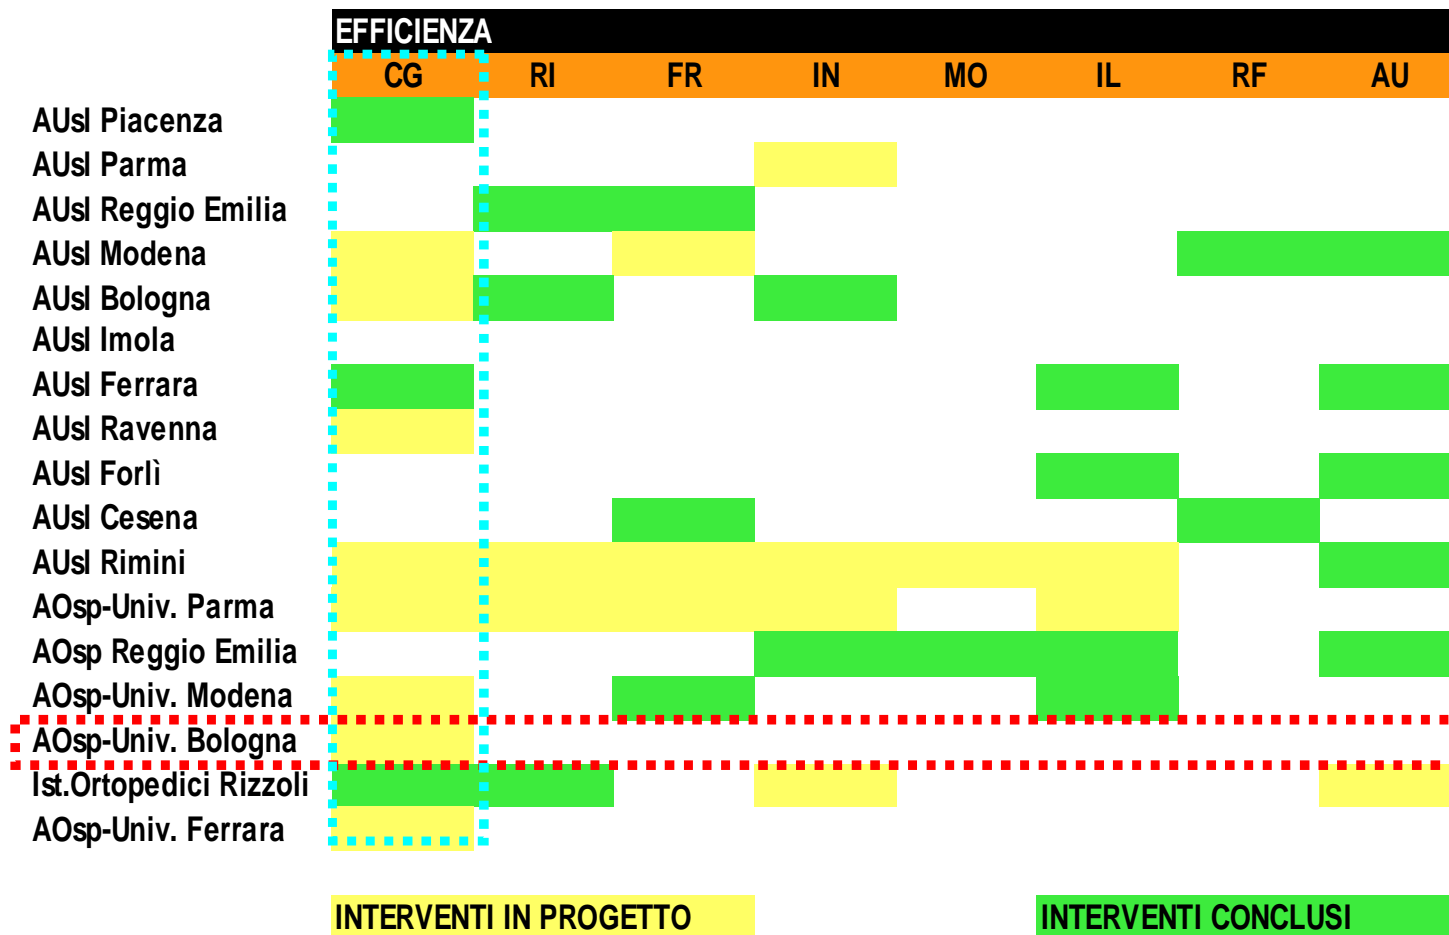 EFFICIENZA
CG RI FR IN MO IL RF AU
AUsl Piacenza
AUsl Parma
AUsl Reggio Emilia
AUsl Modena
AUsl Bologna
AUsl Imola
AUsl Ferrara
AUsl Ravenna
AUsl Forlì
AUsl Cesena
AUsl Rimini
AOsp-Univ. Parma
AOsp Reggio Emilia
AOsp-Univ. Modena
AOsp-Univ. Bologna
Ist.Ortopedici Rizzoli
AOsp-Univ. Ferrara
INTERVENTI IN PROGETTO INTERVENTI CONCLUSI